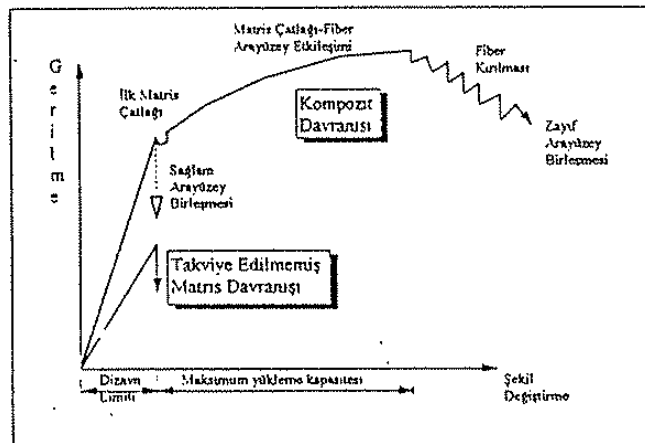 Gerilme
Matris Çatlağı-Fiber
Arayüzey Etkileşimi
Fiber
Kırılması
İlk Matris
Çatlağı
Kompozit
Davranışı
Zayıf
Arayüzey
Birleşmesi
Sağlam
Arayüzey
Birleşmesi
Takviye Edilmemiş
Matris Davranışı
Dizayn
Limiti
Maksimum yükleme kapasitesi
Şekil
Değiştirme